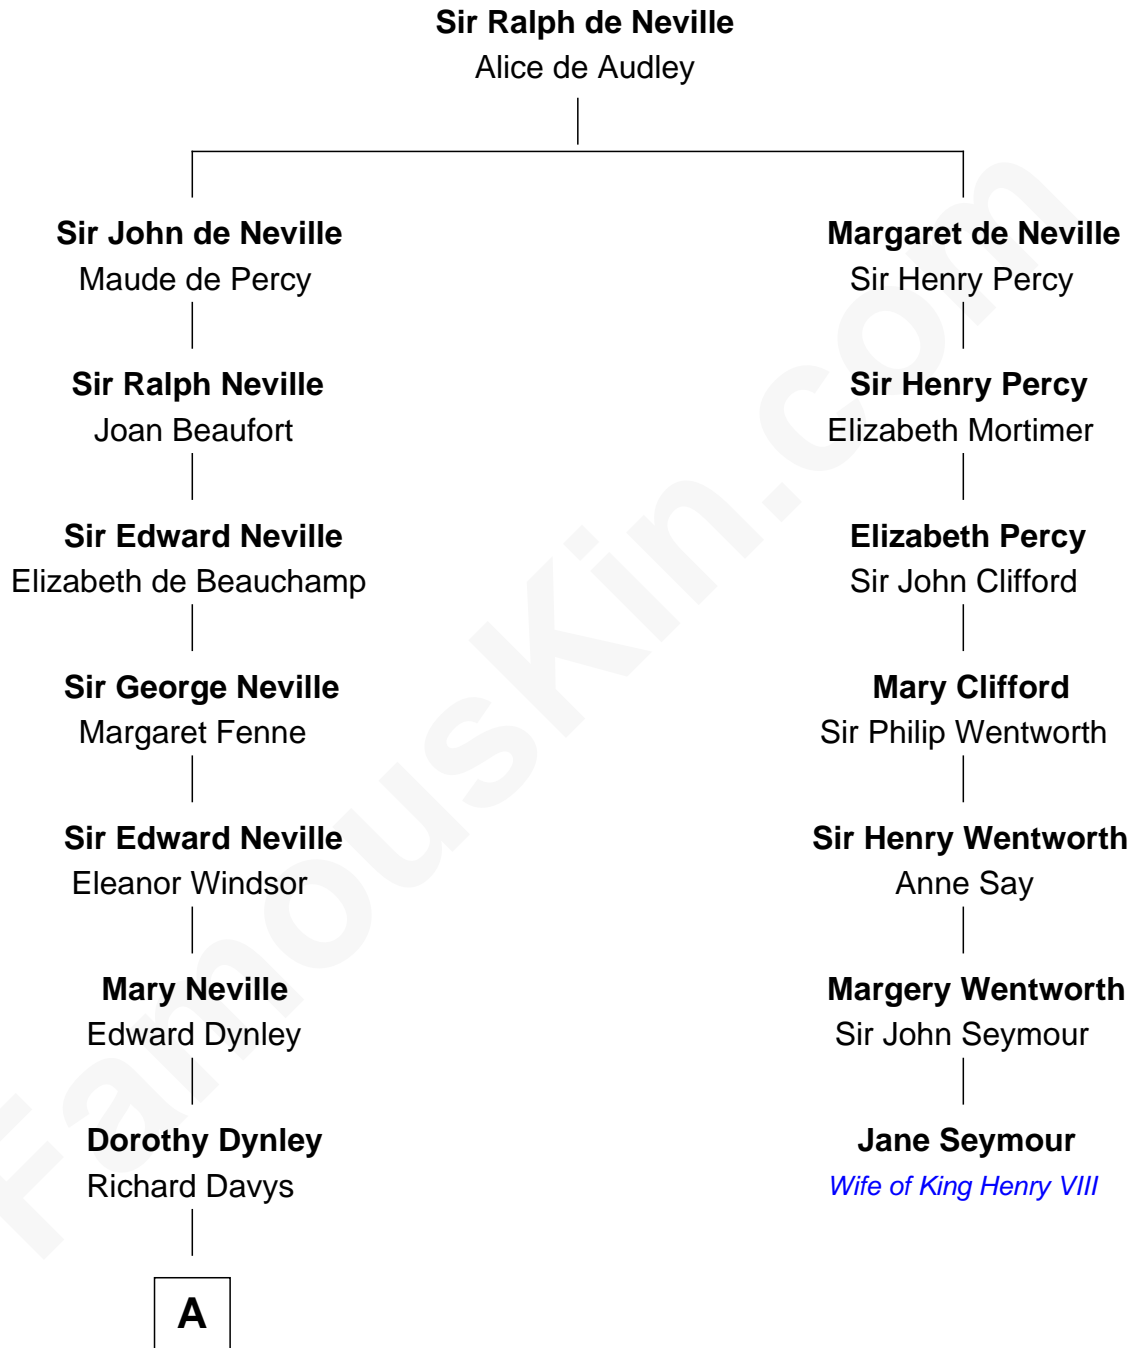 Sir Ralph de Neville
Alice de Audley
Sir John de Neville
Maude de Percy
Margaret de Neville
Sir Henry Percy
Sir Ralph Neville
Joan Beaufort
Sir Henry Percy
Elizabeth Mortimer
Sir Edward Neville
Elizabeth de Beauchamp
Elizabeth Percy
Sir John Clifford
Sir George Neville
Margaret Fenne
Mary Clifford
Sir Philip Wentworth
Sir Edward Neville
Eleanor Windsor
Sir Henry Wentworth
Anne Say
Mary Neville
Edward Dynley
Margery Wentworth
Sir John Seymour
Dorothy Dynley
Richard Davys
Jane Seymour
Wife of King Henry VIII
A
FamousKin.com